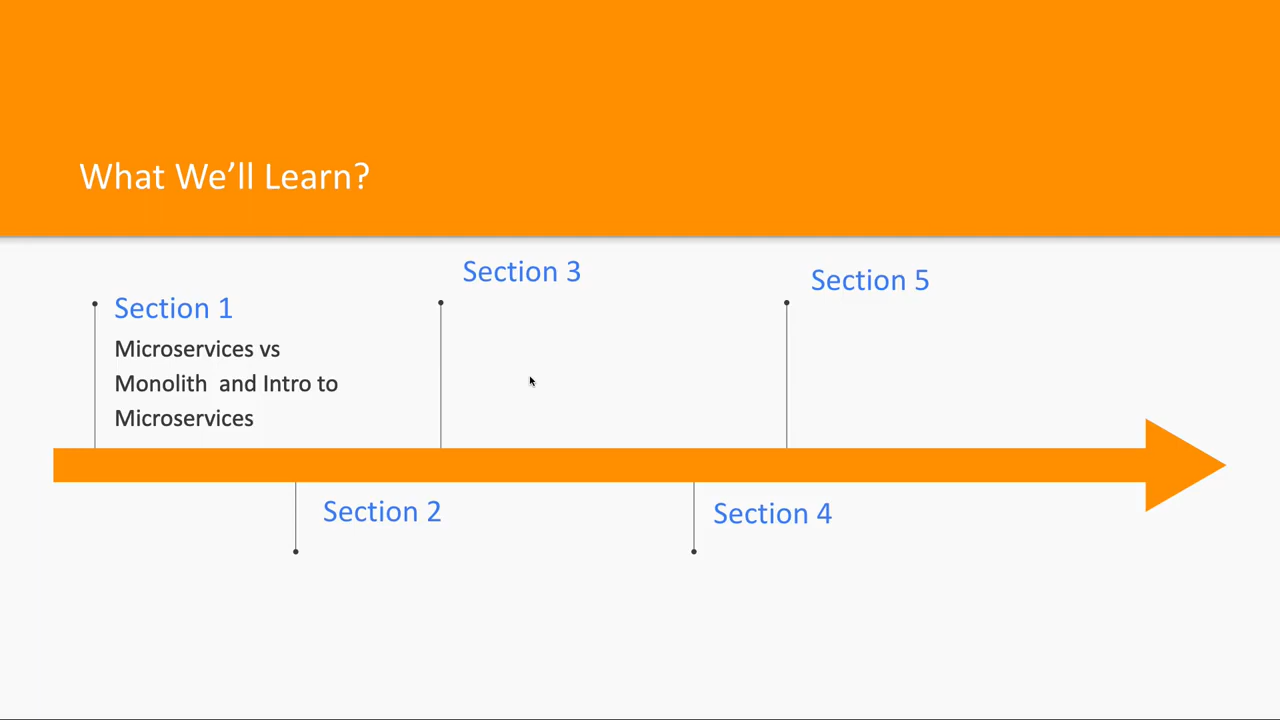 What We’ll Learn?
Section 1
Microservices vs
Monolith and Intro to
Microservices
Section 2
Section 3
Section 4
Section 5